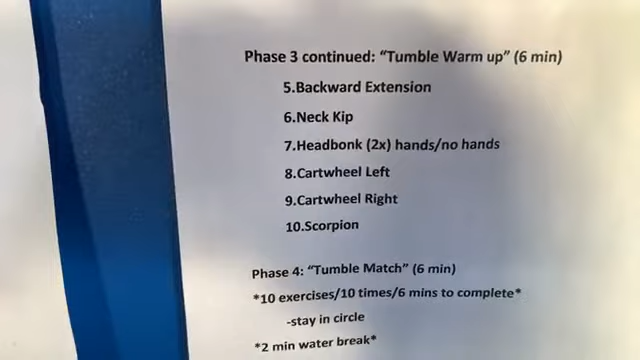 Phase 3 continued: “Tumble Warm up” (6 min)
5.Backward Extension
6.Neck Kip
7.Headbonk (2x) hands/no hands
8.Cartwheel Left
9.Cartwheel Right
10.Scorpion
Phase 4: “Tumble Match” (6 min)
*10 exercises/10 times/6 mins to complete*
-stay in circle
*2 min water break*